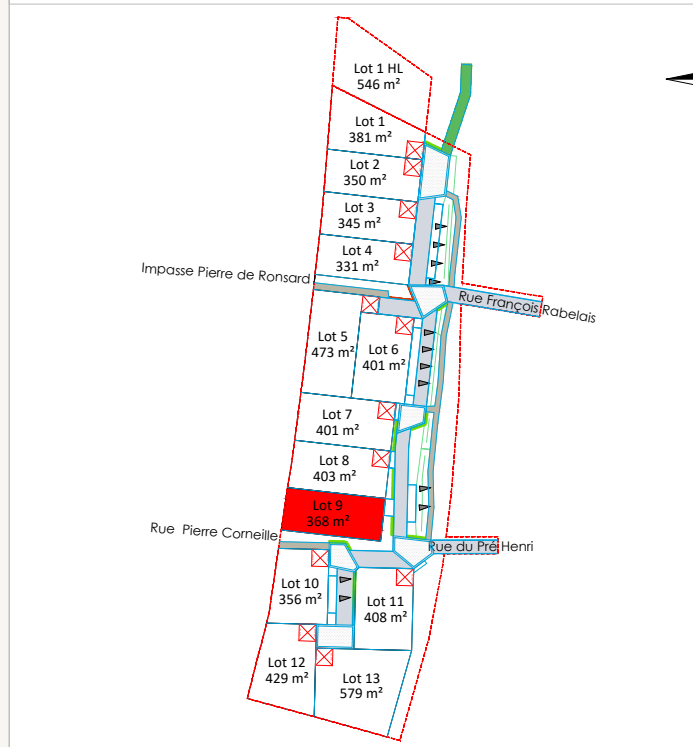 Lot 1 HL
546 m²
Lot 1
381 m²
Lot 2
350 m²
Lot 3
345 m²
Lot 4
331 m²
Impasse Pierre de Ronsard
Rue François Rabelais
Lot 5
473 m²
Lot 6
401 m²
Lot 7
401 m²
Lot 8
403 m²
Lot 9
368 m²
Rue Pierre Corneille
Rue du Pré Henri
Lot 10
356 m²
Lot 11
408 m²
Lot 12
429 m²
Lot 13
579 m²